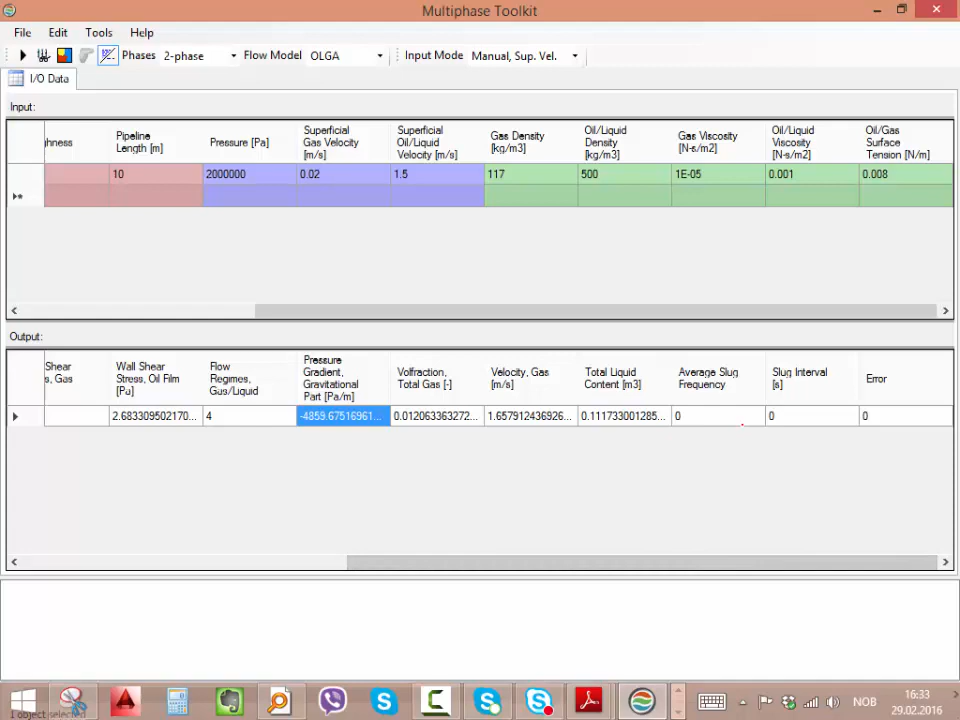 Multiphase Toolkit
File Edit Tools Help
Phases 2-phase Flow Model OLGA Input Mode Manual, Sup. Vel.
I/O Data
Input:
ghness
Pipeline
Length [m]
Pressure [Pa]
Superficial
Gas Velocity
[m/s]
Superficial
Oil/Liquid
Velocity [m/s]
Gas Density
[kg/m3]
Oil/Liquid
Density
[kg/m3]
Gas Viscosity
[N-s/m2]
Oil/Liquid
Viscosity
[N-s/m2]
Oil/Gas
Surface
Tension [N/m]
10 2000000 0.02 1.5 117 500 1E-05 0.001 0.008
Output:
Shear
s, Gas
Wall Shear
Stress, Oil Film
[Pa]
Flow
Regimes,
Gas/Liquid
Pressure
Gradient,
Gravitational
Part [Pa/m]
Volfraction,
Total Gas [-]
Velocity, Gas
[m/s]
Total Liquid
Content [m3]
Average Slug
Frequency
Slug Interval
[s]
Error
2.683309502170... 4 -4859.67516961... 0.012063363272... 1.657912436926... 0.111733001285... 0 0 0
1 object selected
NOB
16:33
29.02.2016